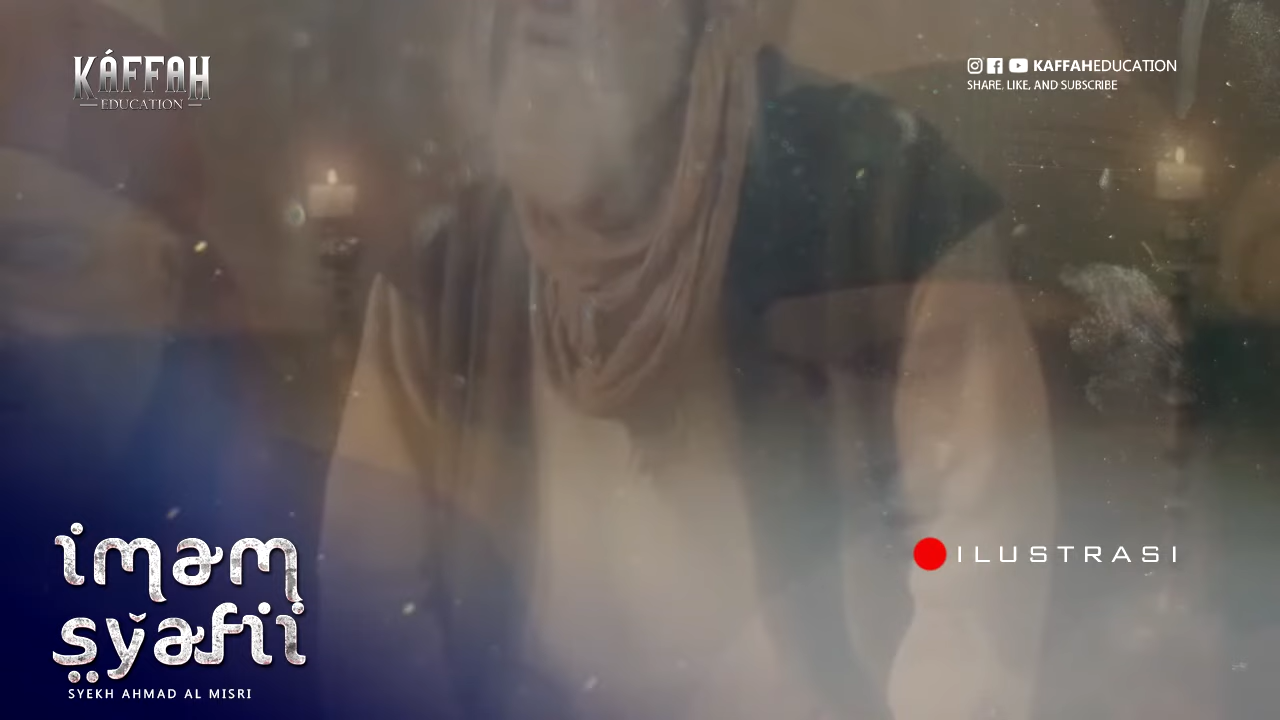 KÁFFAH
EDUCATION
KAFFAHEDUCATION
SHARE, LIKE, AND SUBSCRIBE
ILUSTRASI
imam
syafii
SYEKH AHMAD AL MISRI